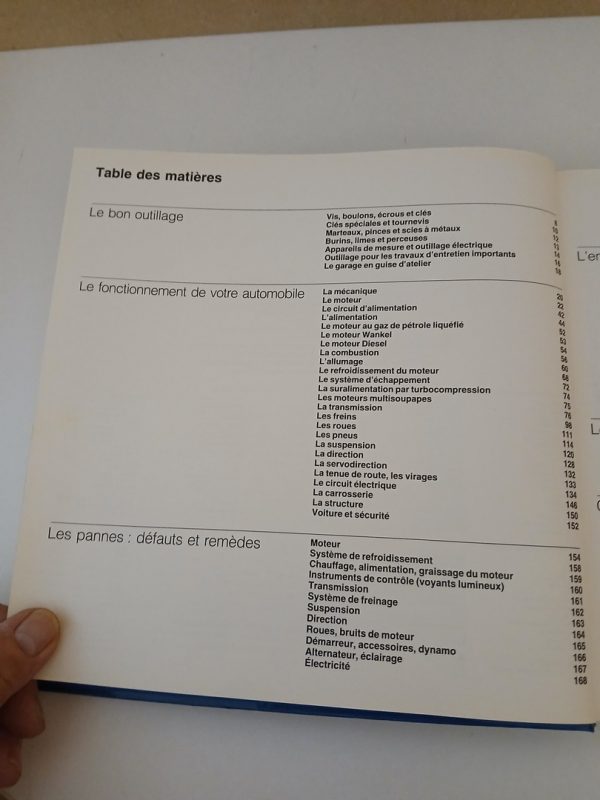 Table des matières
Le bon outillage
Vis, boulons, écrous et clés 8
Clés spéciales et tournevis 10
Marteaux, pinces et scies à métaux 12
Burins, limes et perceuses 13
Appareils de mesure et outillage électrique 14
Outillage pour les travaux d'entretien importants 16
Le garage en guise d'atelier 18
Le fonctionnement de votre automobile
La mécanique 20
Le moteur 22
Le circuit d'alimentation 42
L'alimentation 44
Le moteur au gaz de pétrole liquéfié 52
Le moteur Wankel 53
Le moteur Diesel 54
La combustion 56
L'allumage 60
Le refroidissement du moteur 68
Le système d'échappement 72
La suralimentation par turbocompression 74
Les moteurs multisoupapes 75
La transmission 76
Les freins 98
Les roues 111
Les pneus 114
La suspension 120
La direction 128
La servodirection 132
La tenue de route, les virages 133
Le circuit électrique 134
La carrosserie 146
La structure 150
Voiture et sécurité 152
Les pannes : défauts et remèdes
Moteur 154
Système de refroidissement 158
Chauffage, alimentation, graissage du moteur 159
Instruments de contrôle (voyants lumineux) 160
Transmission 161
Système de freinage 162
Suspension 163
Direction 164
Roues, bruits de moteur 165
Démarreur, accessoires, dynamo 166
Alternateur, éclairage 167
Électricité 168